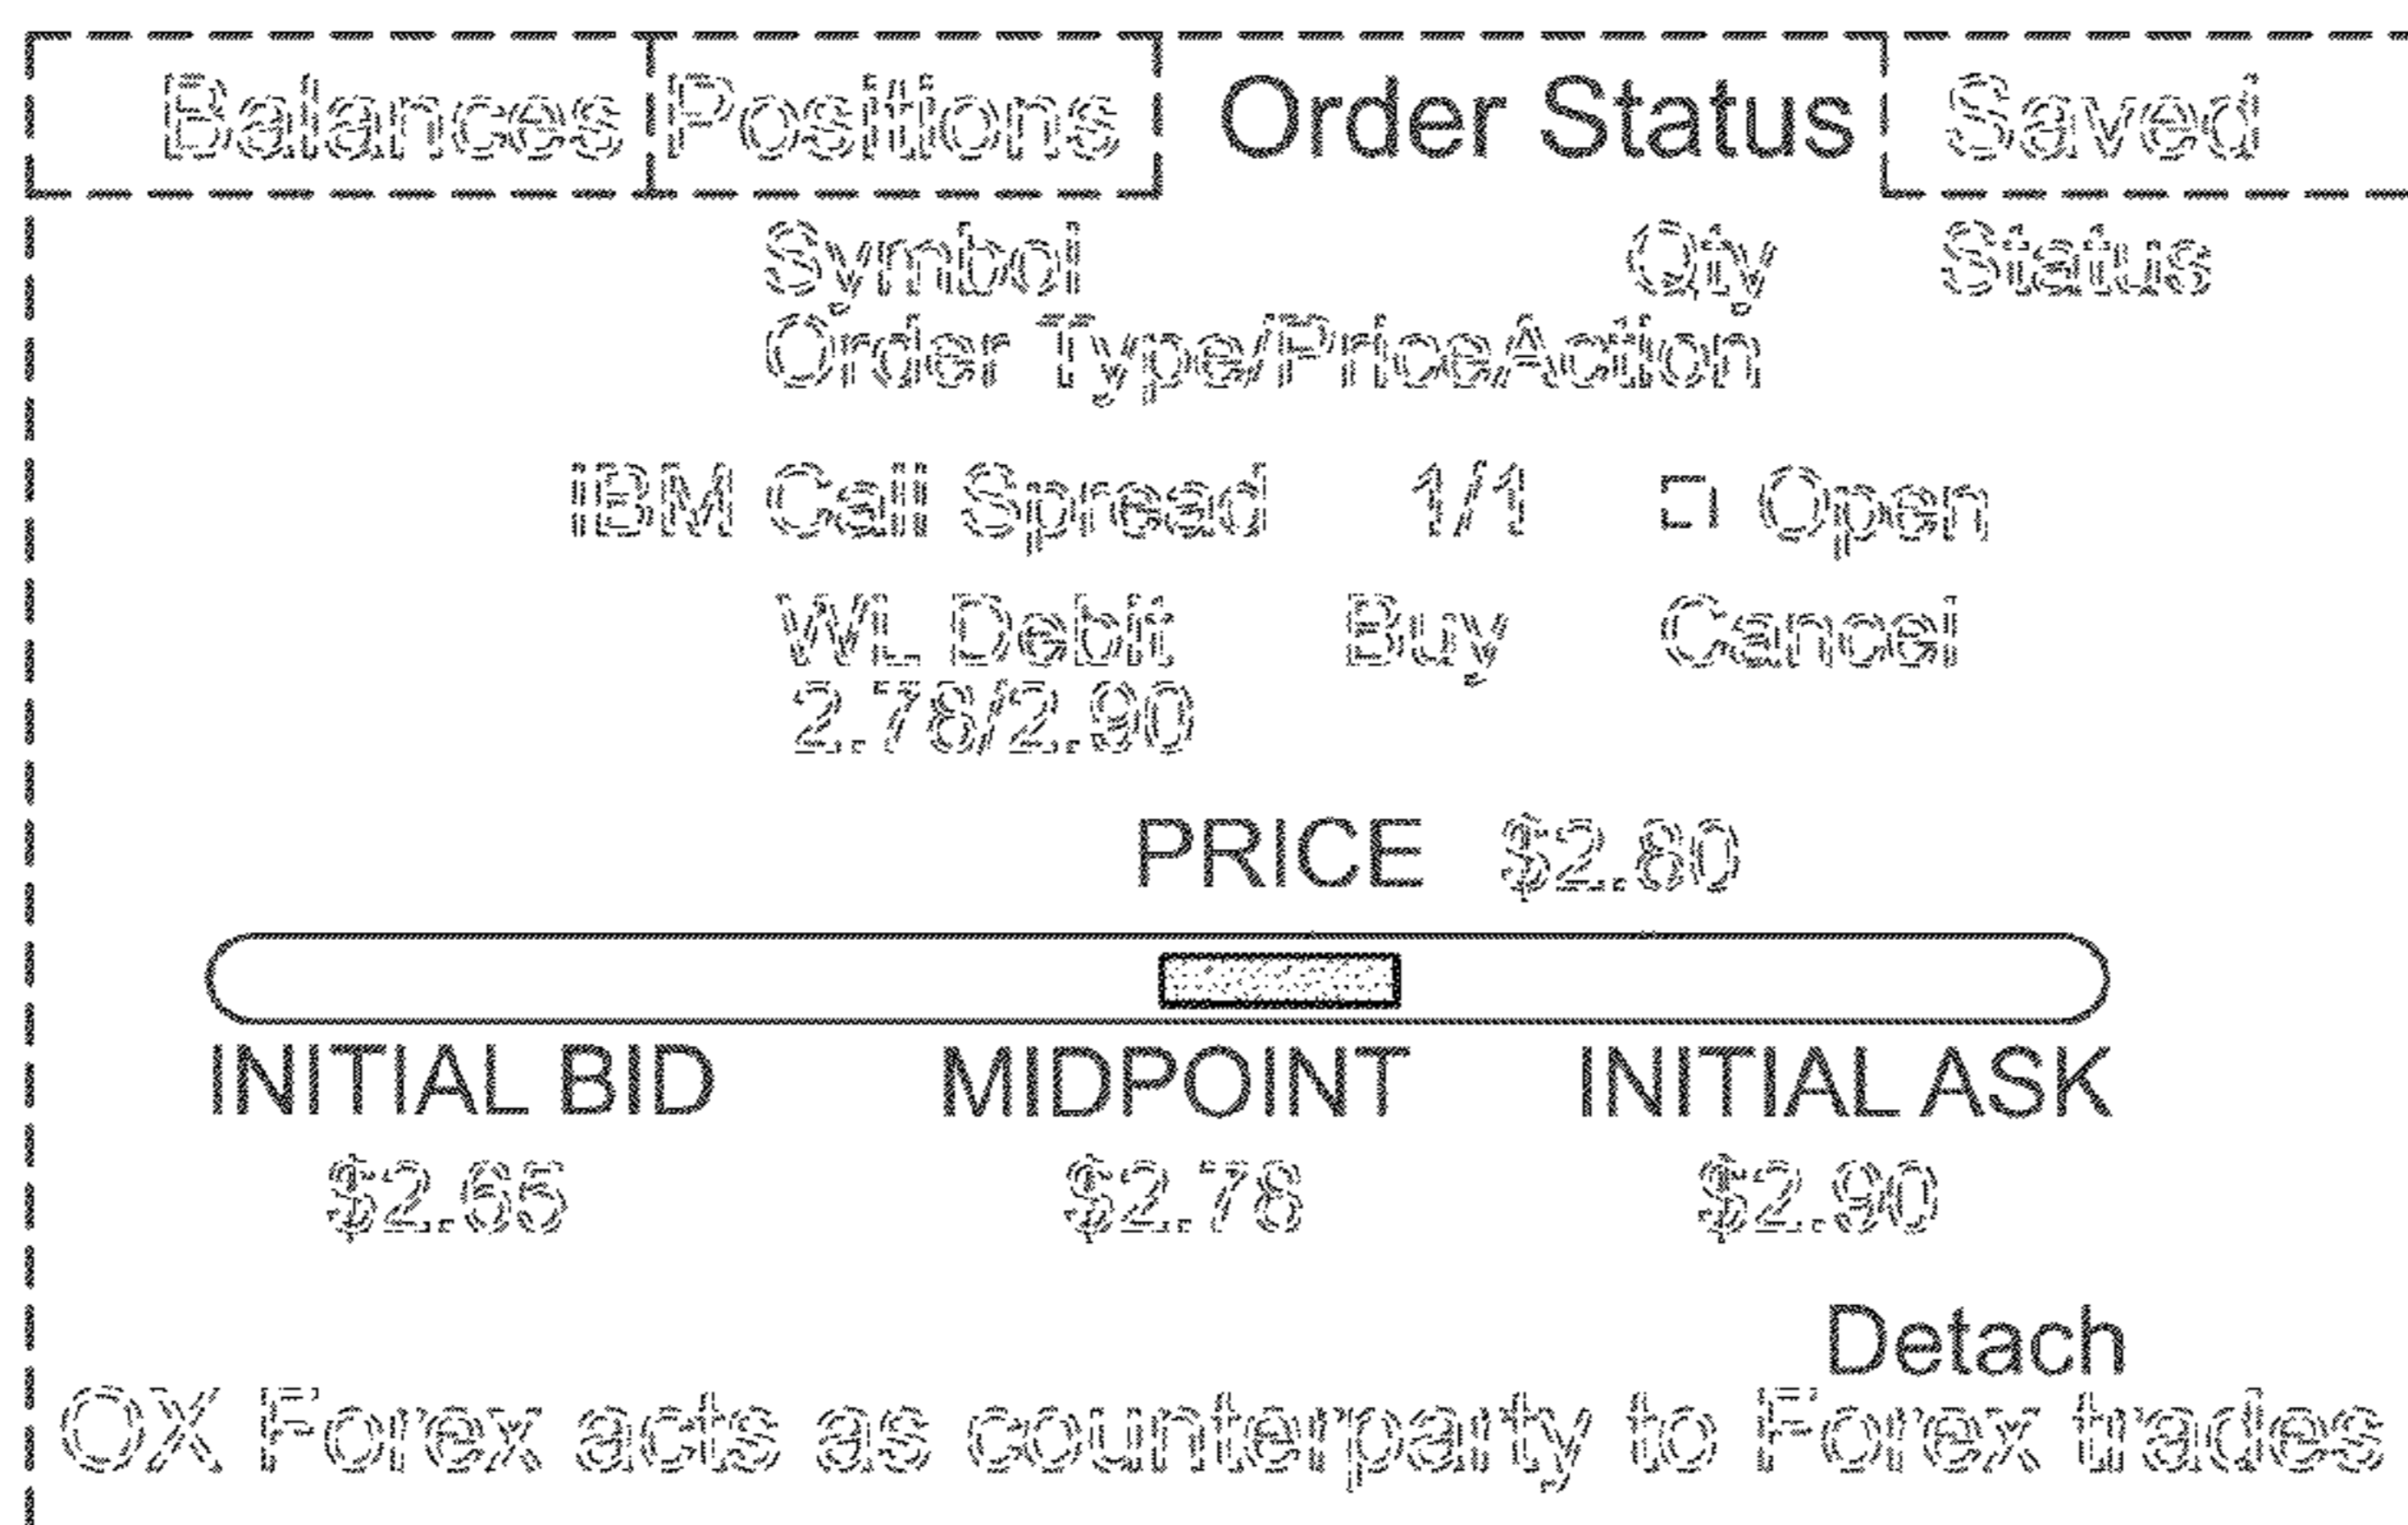 Balances Positions Order Status Saved
Symbol Qty Status
Order Type/Price/Action
IBM Call Spread 1/1 Open
WL Debit Buy Cancel
2.78/2.90
PRICE $2.80
INITIAL BID MIDPOINT INITIAL ASK
$2.65 $2.78 $2.90
Detach
OX Forex acts as counterparty to Forex trades